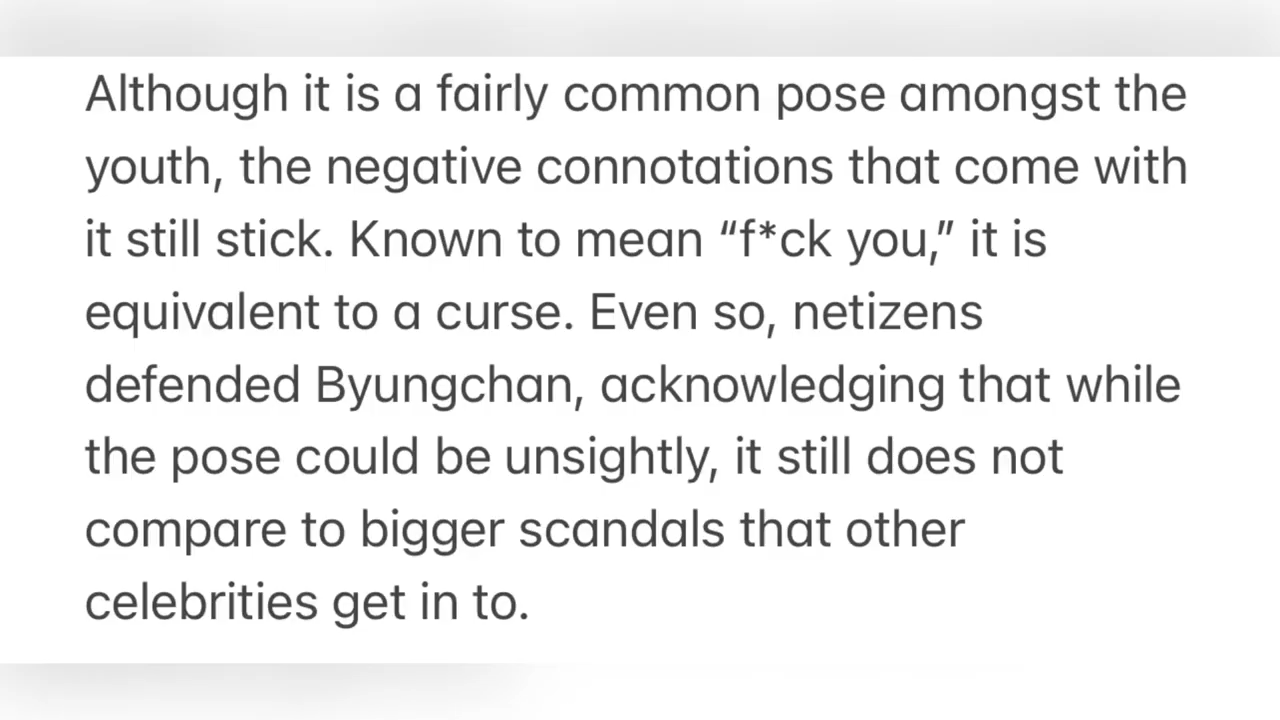 Although it is a fairly common pose amongst the
youth, the negative connotations that come with
it still stick. Known to mean “f*ck you,” it is
equivalent to a curse. Even so, netizens
defended Byungchan, acknowledging that while
the pose could be unsightly, it still does not
compare to bigger scandals that other
celebrities get in to.